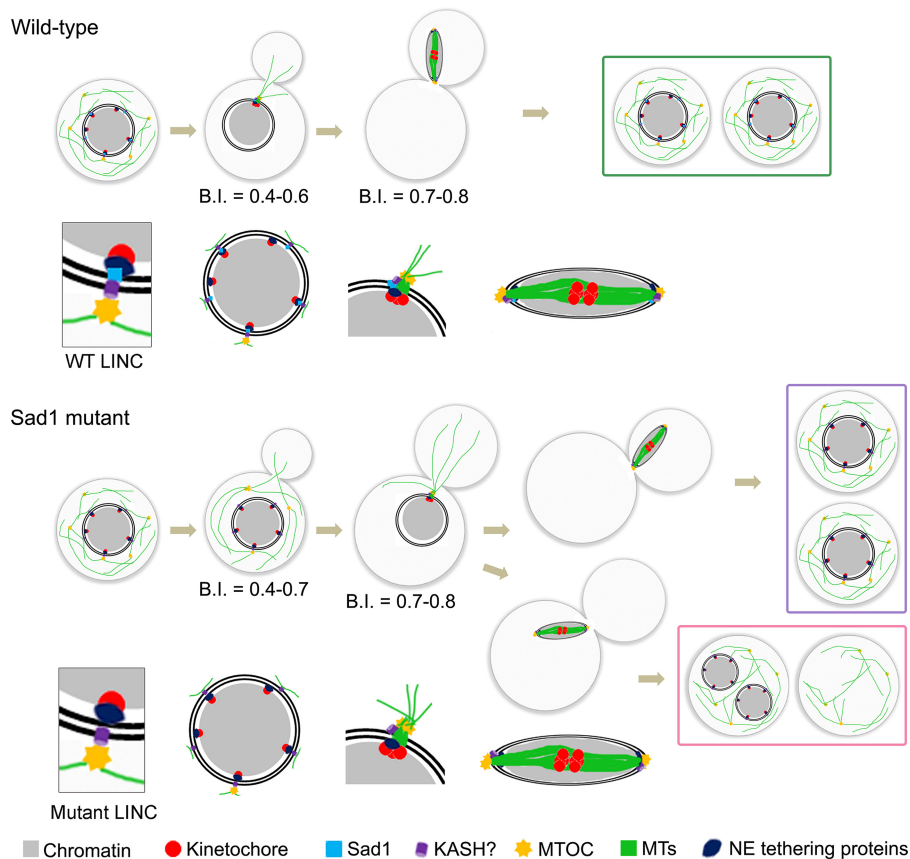 Wild-type
B.I. = 0.4-0.6
B.I. = 0.7-0.8
WT LINC
Sad1 mutant
B.I. = 0.4-0.7
B.I. = 0.7-0.8
Mutant LINC
Chromatin Kinetochore Sad1 KASH? MTOC MTs NE tethering proteins